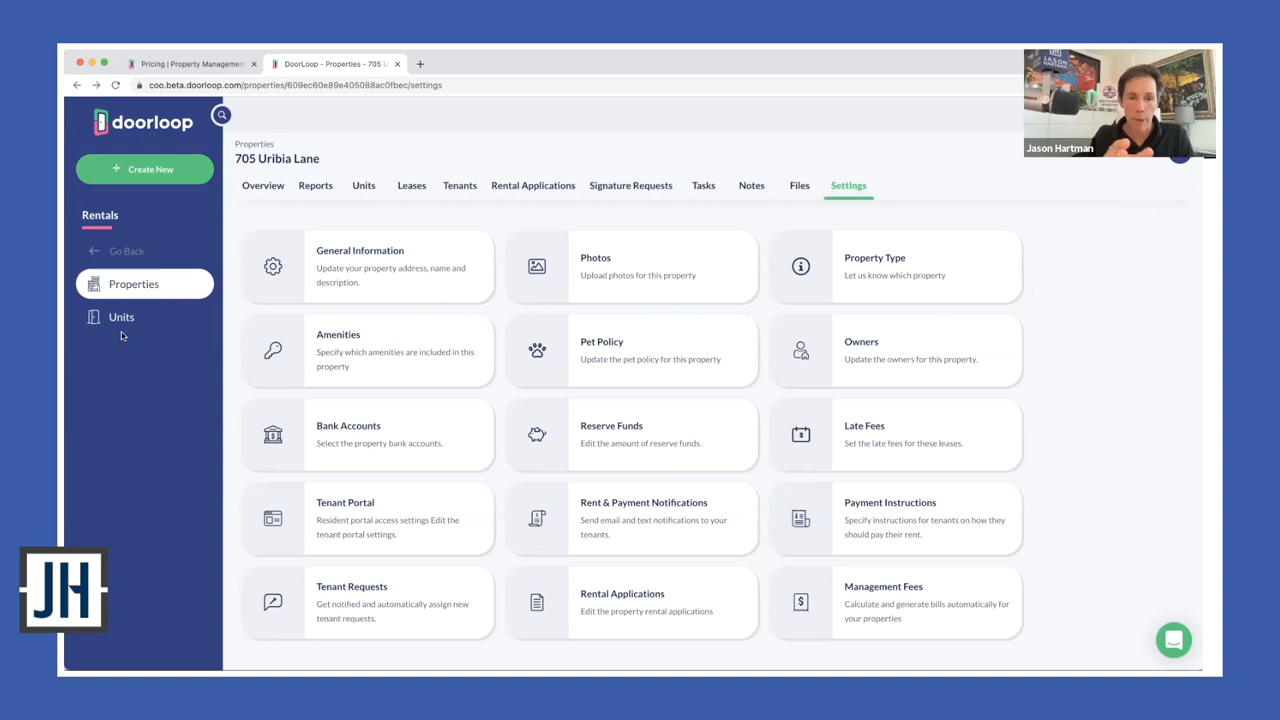 Pricing | Property Management
DoorLoop - Properties - 705 U
coo.beta.doorloop.com/properties/609ec60e89e405088ac0fbec/settings
doorloop
Create New
Rentals
Go Back
Properties
Units
Properties
705 Uribia Lane
Overview Reports Units Leases Tenants Rental Applications Signature Requests Tasks Notes Files Settings
General Information
Update your property address, name and
description.
Photos
Upload photos for this property
Property Type
Let us know which property
Amenities
Specify which amenities are included in this
property
Pet Policy
Update the pet policy for this property
Owners
Update the owners for this property.
Bank Accounts
Select the property bank accounts.
Reserve Funds
Edit the amount of reserve funds.
Late Fees
Set the late fees for these leases.
Tenant Portal
Resident portal access settings Edit the
tenant portal settings.
Rent & Payment Notifications
Send email and text notifications to your
tenants.
Payment Instructions
Specify instructions for tenants on how they
should pay their rent.
Tenant Requests
Get notified and automatically assign new
tenant requests.
Rental Applications
Edit the property rental applications
Management Fees
Calculate and generate bills automatically for
your properties
JASON
HARTMAN
Jason Hartman
JH